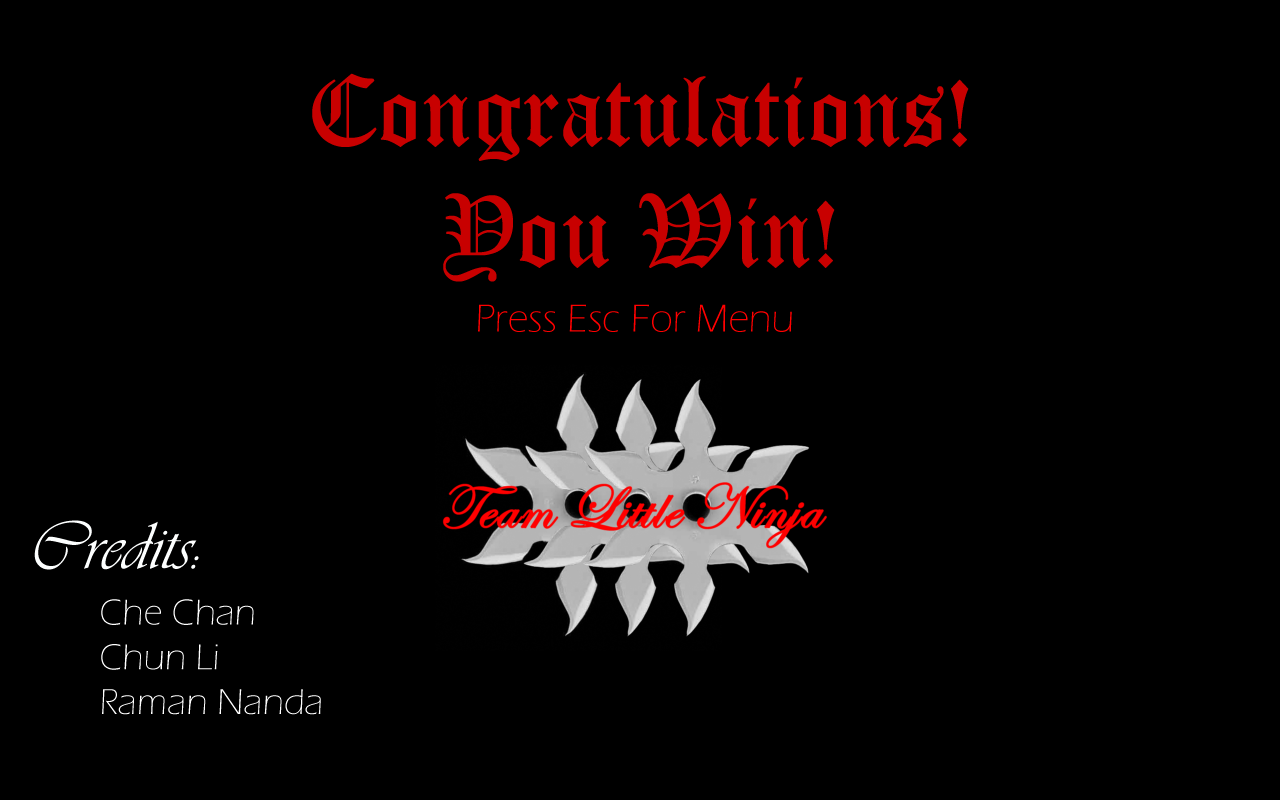 Congratulations!
You Win!
Press Esc For Menu
Team Little Ninja
Credits:
Che Chan
Chun Li
Raman Nanda